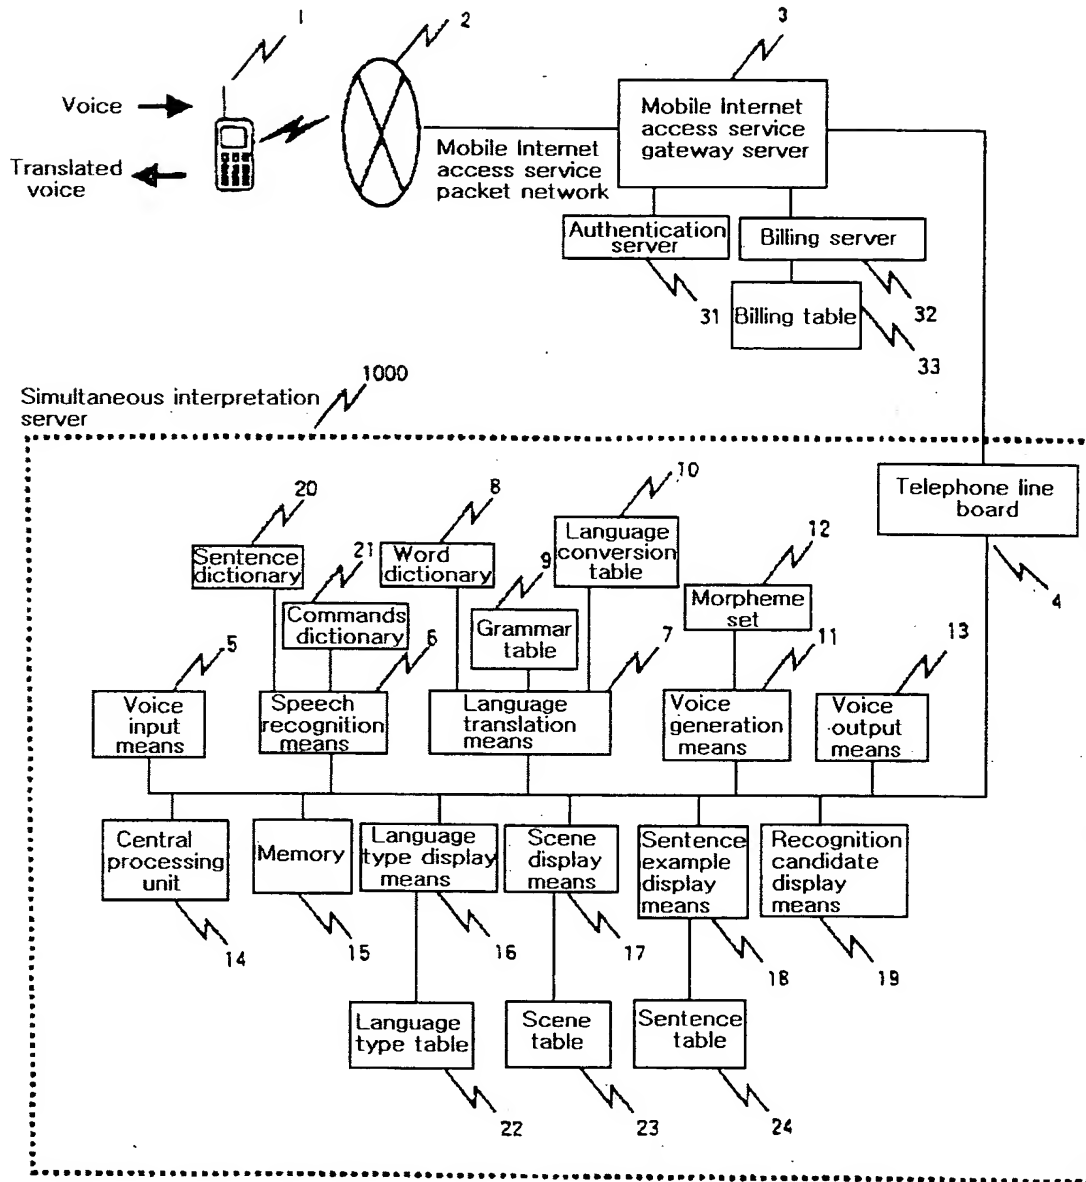 1
2
3
Voice
Translated
voice
Mobile Internet
access service
packet network
Mobile Internet
access service
gateway server
Authentication
server
Billing server
31
Billing table
32
33
Simultaneous interpretation
server
1000
Telephone line
board
4
20
Sentence
dictionary
21
Commands
dictionary
8
Word
dictionary
9
Grammar
table
10
Language
conversion
table
12
Morpheme
set
5
Voice
input
means
6
Speech
recognition
means
7
Language
translation
means
11
Voice
generation
means
13
Voice
output
means
Central
processing
unit
14
Memory
15
Language
type display
means
16
Scene
display
means
17
Sentence
example
display
means
18
Recognition
candidate
display
means
19
Language
type table
22
Scene
table
23
Sentence
table
24